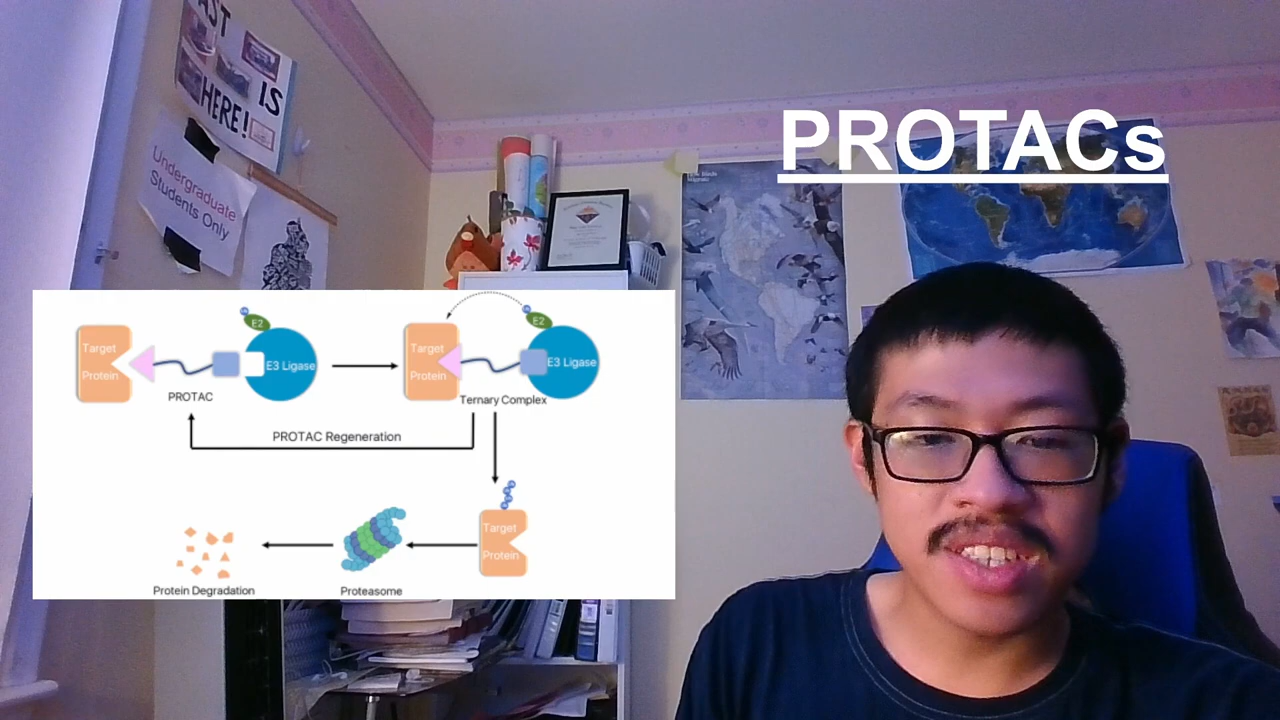 AST
IS
HERE!
Undergraduate
Students Only
PROTACs
E2
Target
Protein
E3 Ligase
PROTAC
E2
Target
Protein
E3 Ligase
Ternary Complex
PROTAC Regeneration
Target
Protein
Protein Degradation
Proteasome